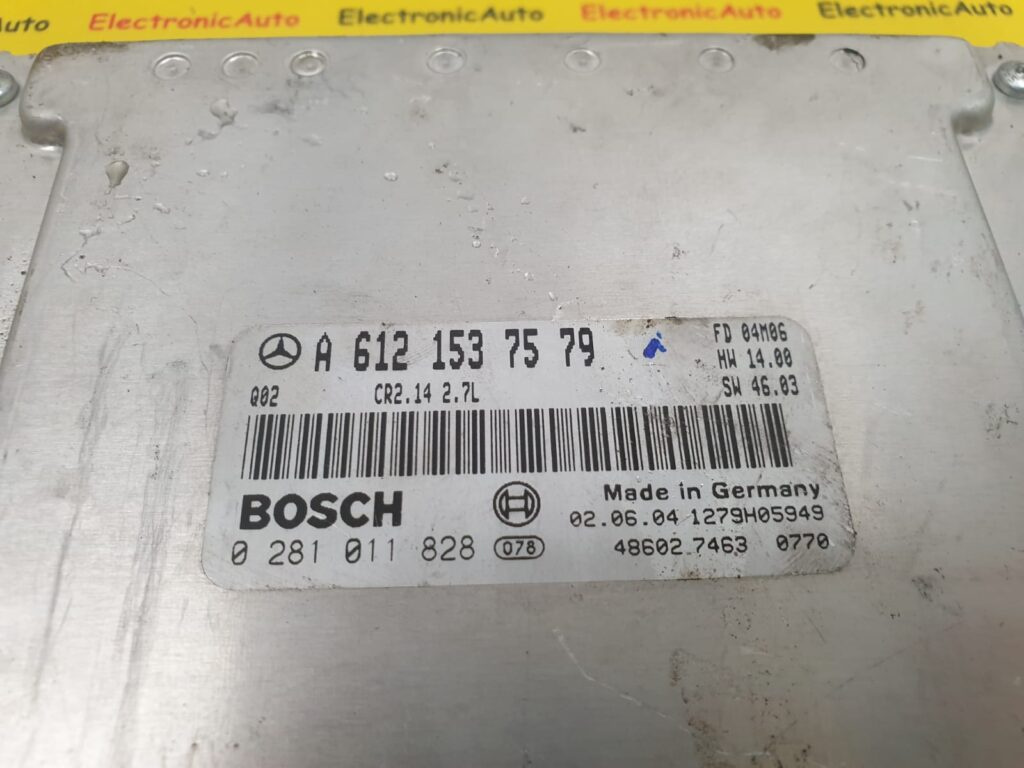 ElectronicAuto ElectronicAuto ElectronicAuto ElectronicAuto
A 612 153 75 79
FD 04M06
HW 14.00
Q02 CR2.14 2.7L SW 46.03
BOSCH
Made in Germany
02.06.04 1279H05949
0 281 011 828 078 48602.7463 0770